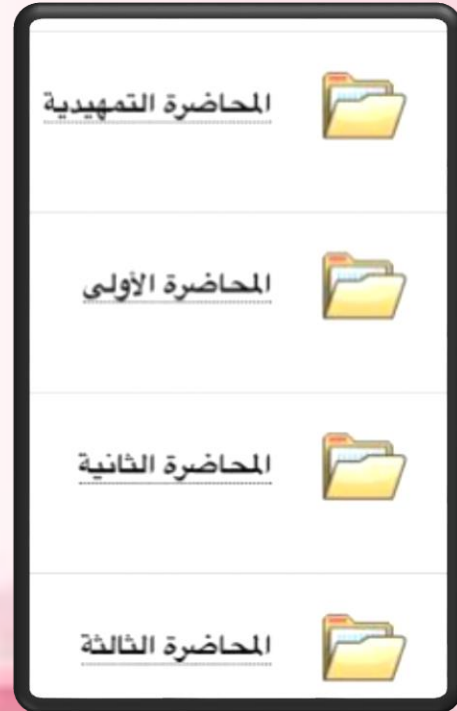 المحاضرة التمهيدية
المحاضرة الأولى
المحاضرة الثانية
المحاضرة الثالثة